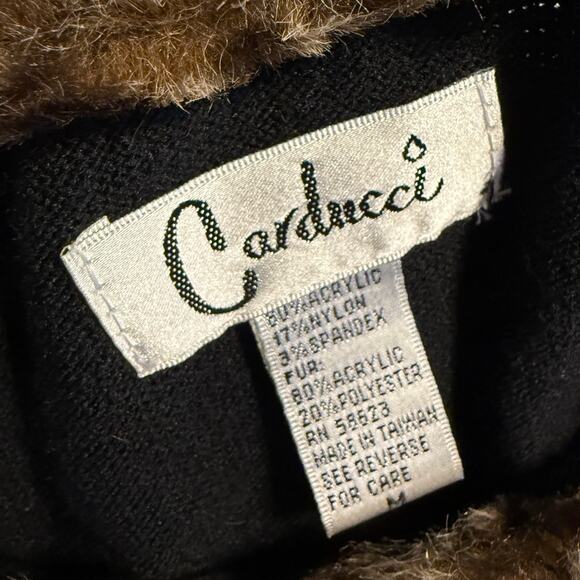 Carducci
80% ACRYLIC
17% NYLON
3% SPANDEX
FUR:
80% ACRYLIC
20% POLYESTER
RN 58623
MADE IN TAIWAN
SEE REVERSE
FOR CARE
M